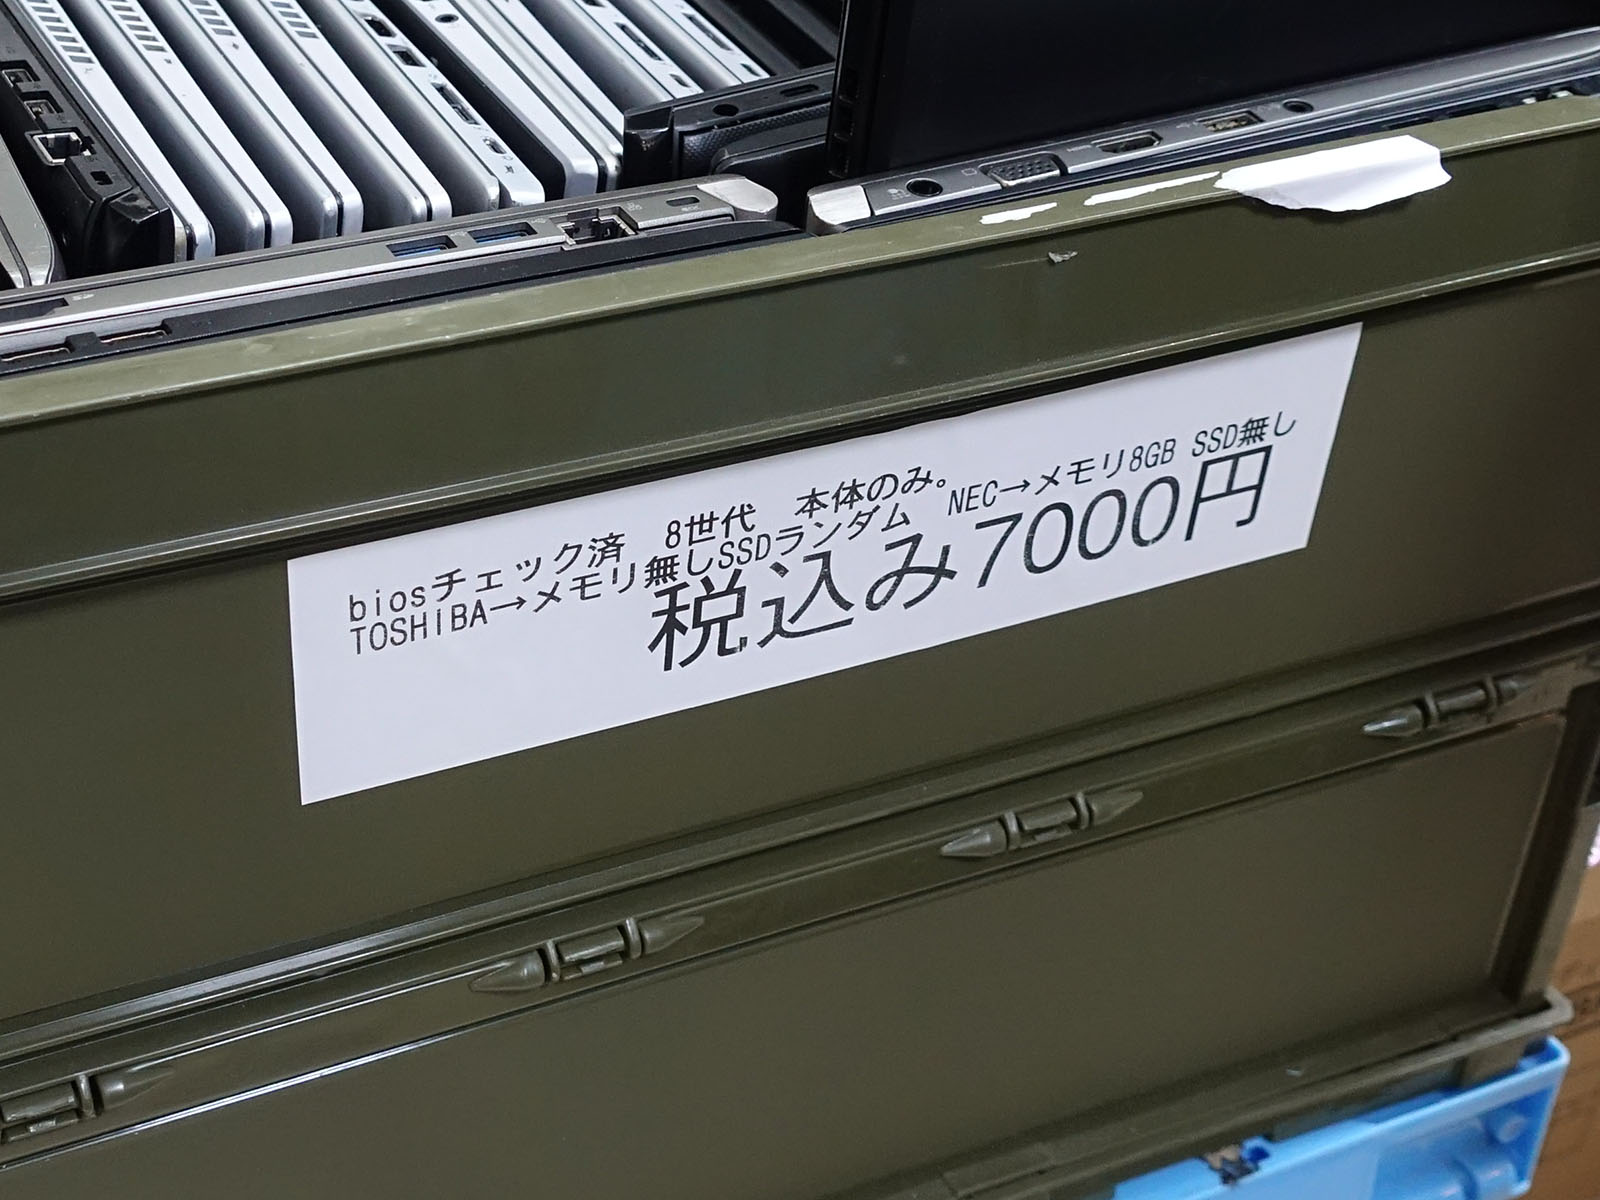 biosチェック済　8世代　本体のみ。
TOSHIBA→メモリ無しSSDランダム　NEC→メモリ8GB SSD無し
税込み7000円